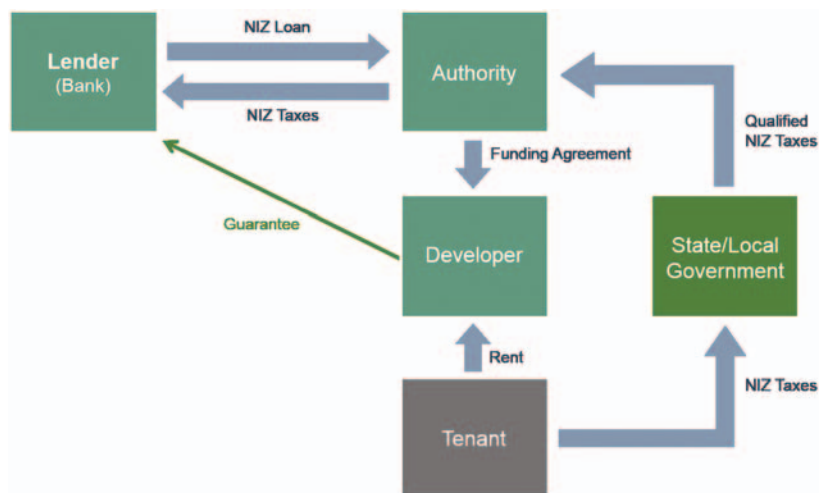 NIZ Loan
Lender
(Bank)
Authority
NIZ Taxes
Qualified
NIZ Taxes
Funding Agreement
Guarantee
Developer
State/Local
Government
Rent
NIZ Taxes
Tenant